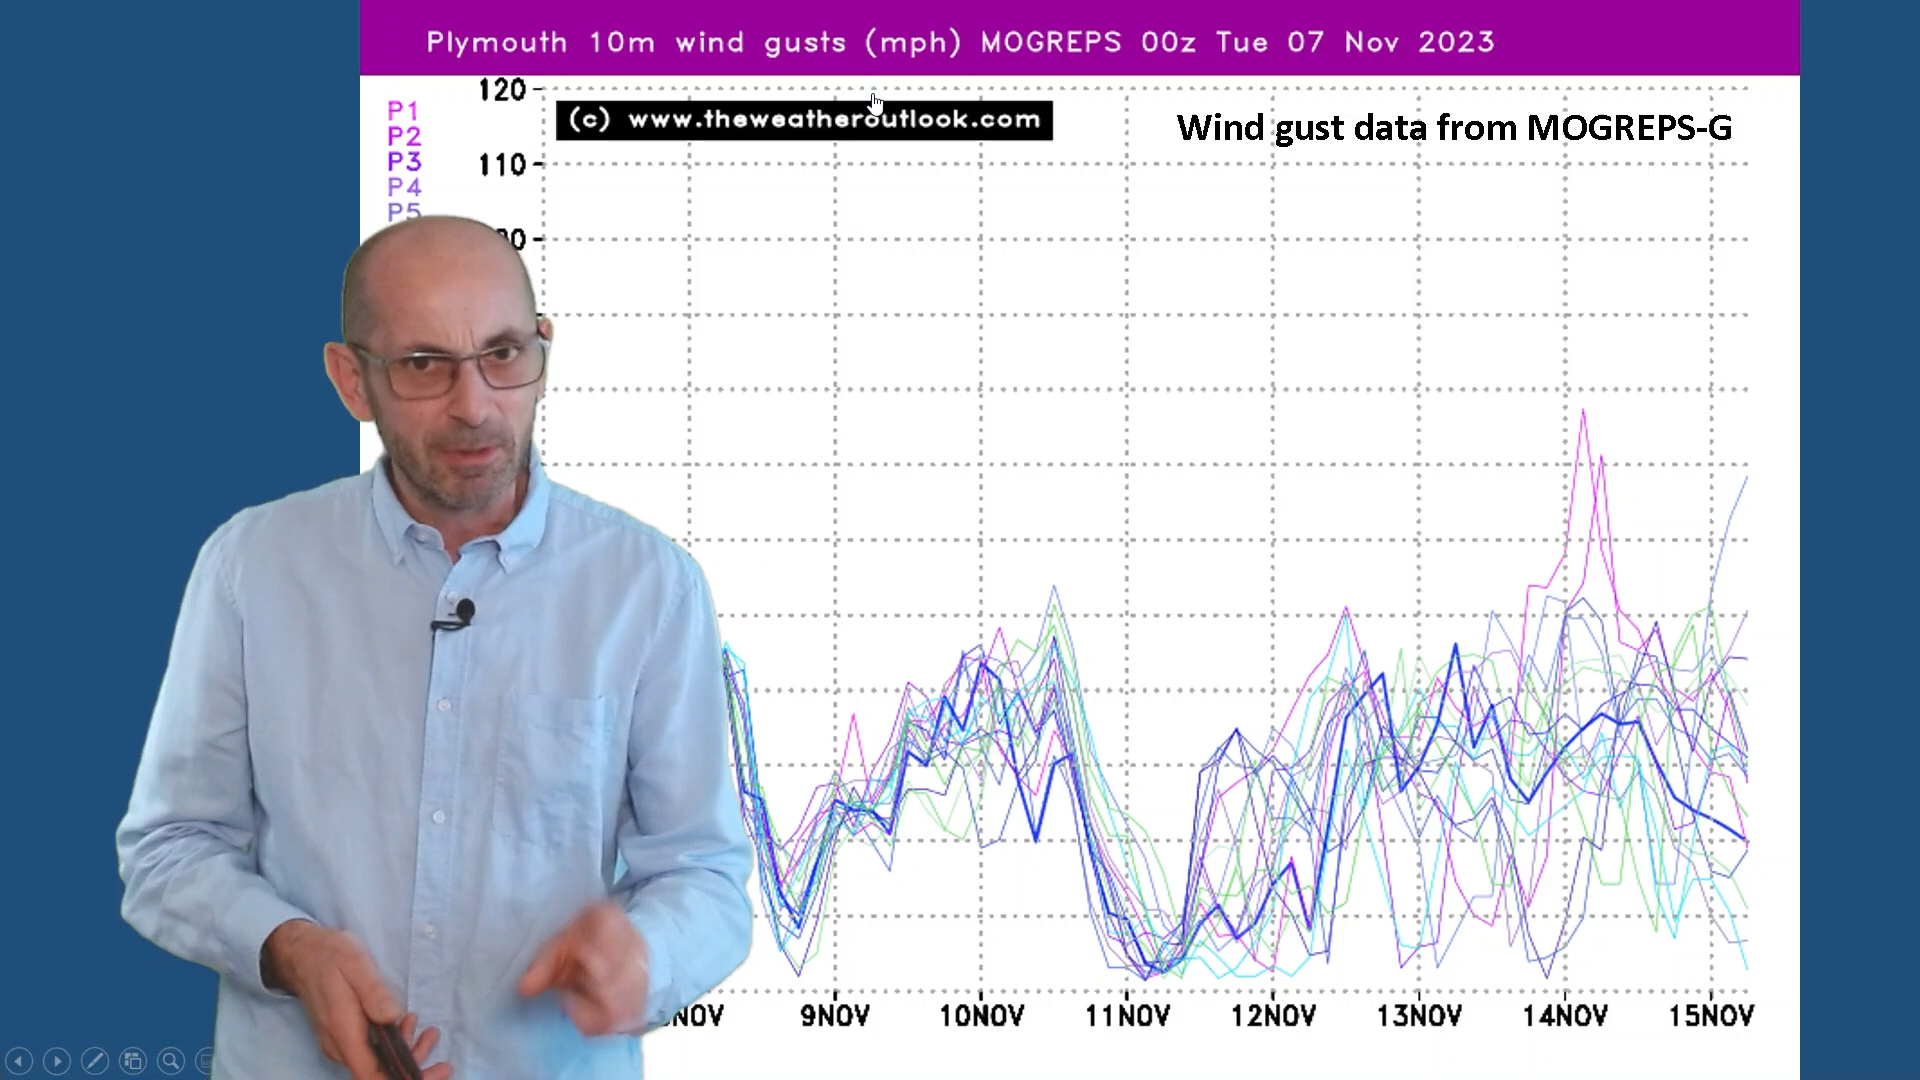 Plymouth 10m wind gusts (mph) MOGREPS 00z Tue 07 Nov 2023
120
(c) www.theweatheroutlook.com
Wind gust data from MOGREPS-G
P1
P2
P3
110
P4
P5
9NOV 10NOV 11NOV 12NOV 13NOV 14NOV 15NOV